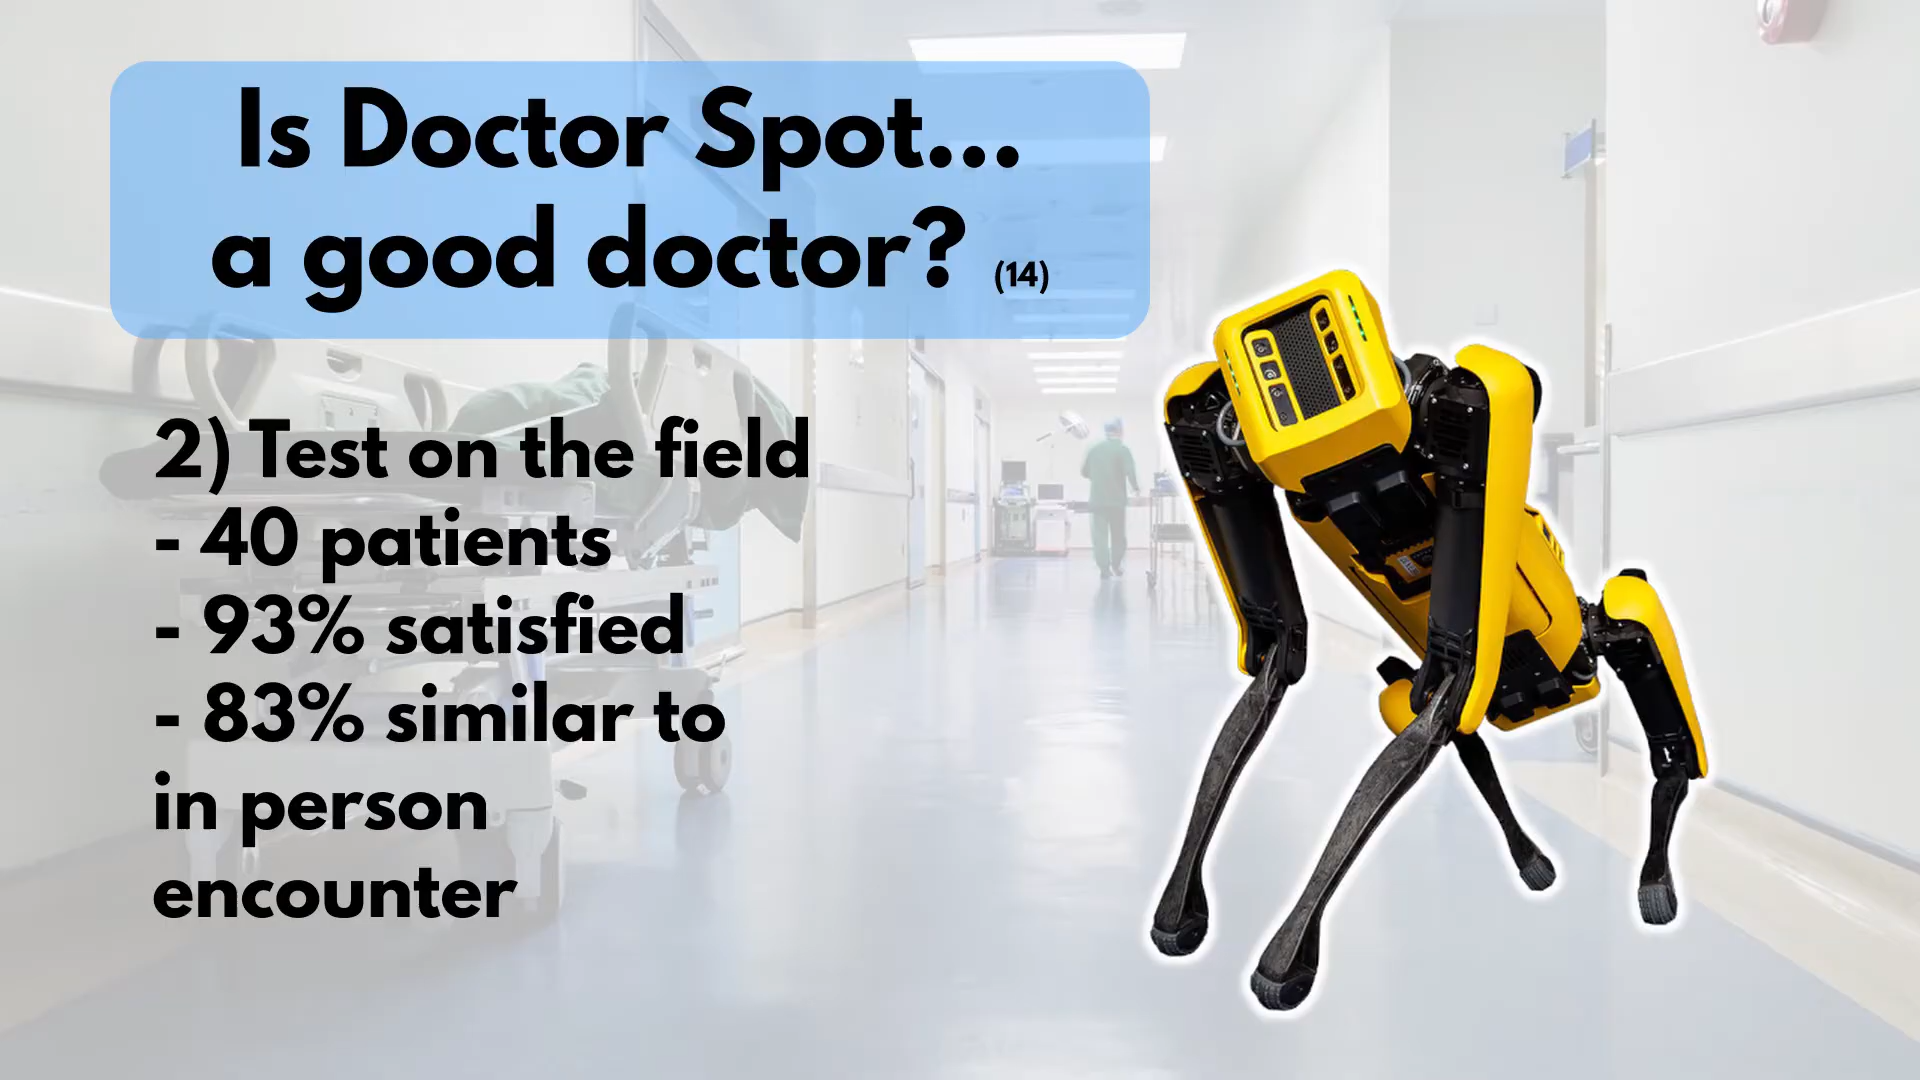 Is Doctor Spot...
a good doctor? (14)
2) Test on the field
- 40 patients
- 93% satisfied
- 83% similar to
in person
encounter